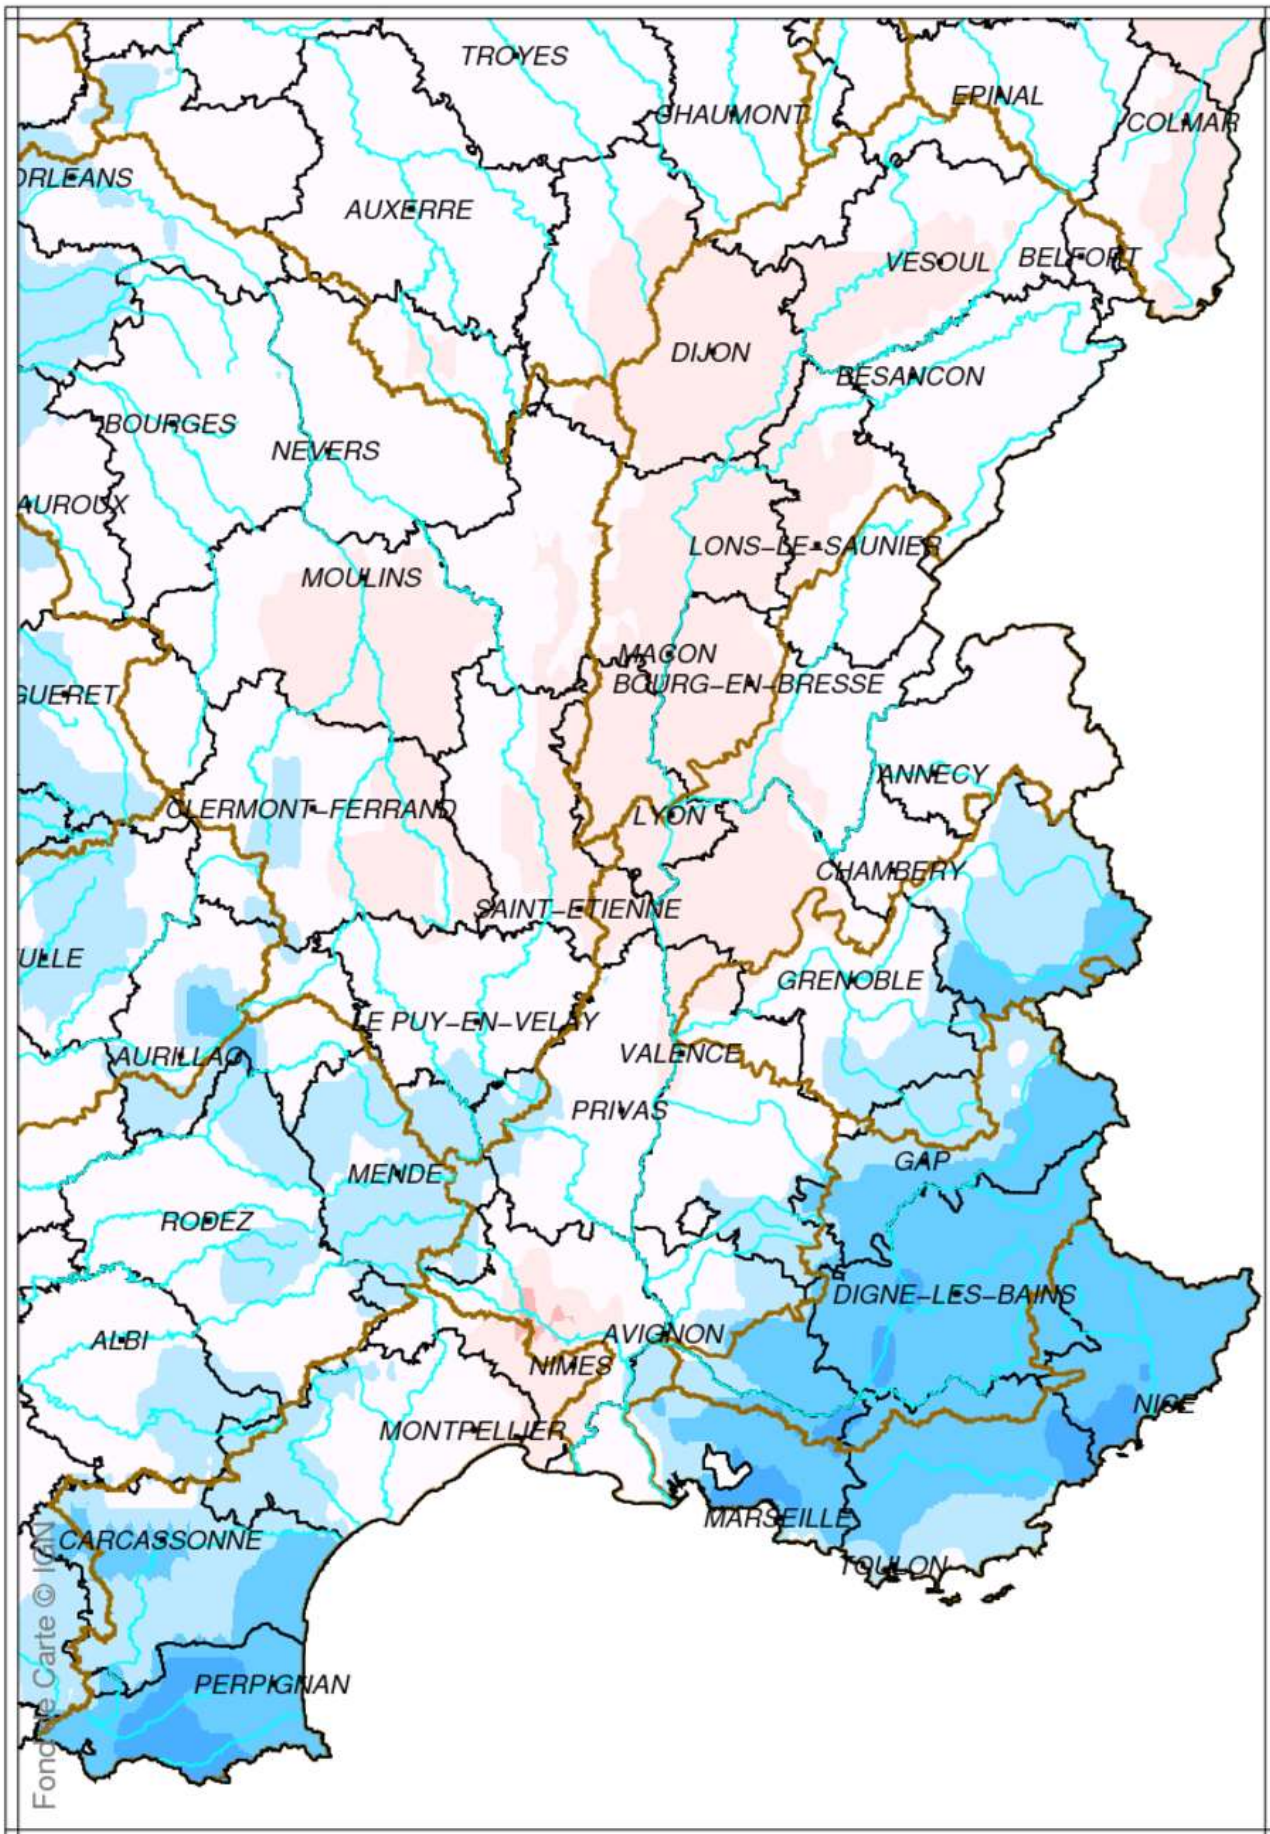 TROYES
EPINAL
CHAUMONT
COLMAR
ORLEANS
AUXERRE
VESOUL
BELFORT
DIJON
BESANCON
BOURGES
NEVERS
AUROUX
LONS-LE-SAUNIER
MOULINS
MACON
BOURG-EN-BRESSE
GUERET
ANNECY
CLERMONT-FERRAND
LYON
CHAMBERY
SAINT-ETIENNE
ULLE
GRENOBLE
LE PUY-EN-VELAY
AURILLAC
VALENCE
PRIVAS
GAP
MENDE
RODEZ
DIGNE-LES-BAINS
ALBI
AVIGNON
NIMES
NICE
MONTPELLIER
MARSEILLE
CARCASSONNE
TOULON
PERPIGNAN
Fond de Carte © IGN